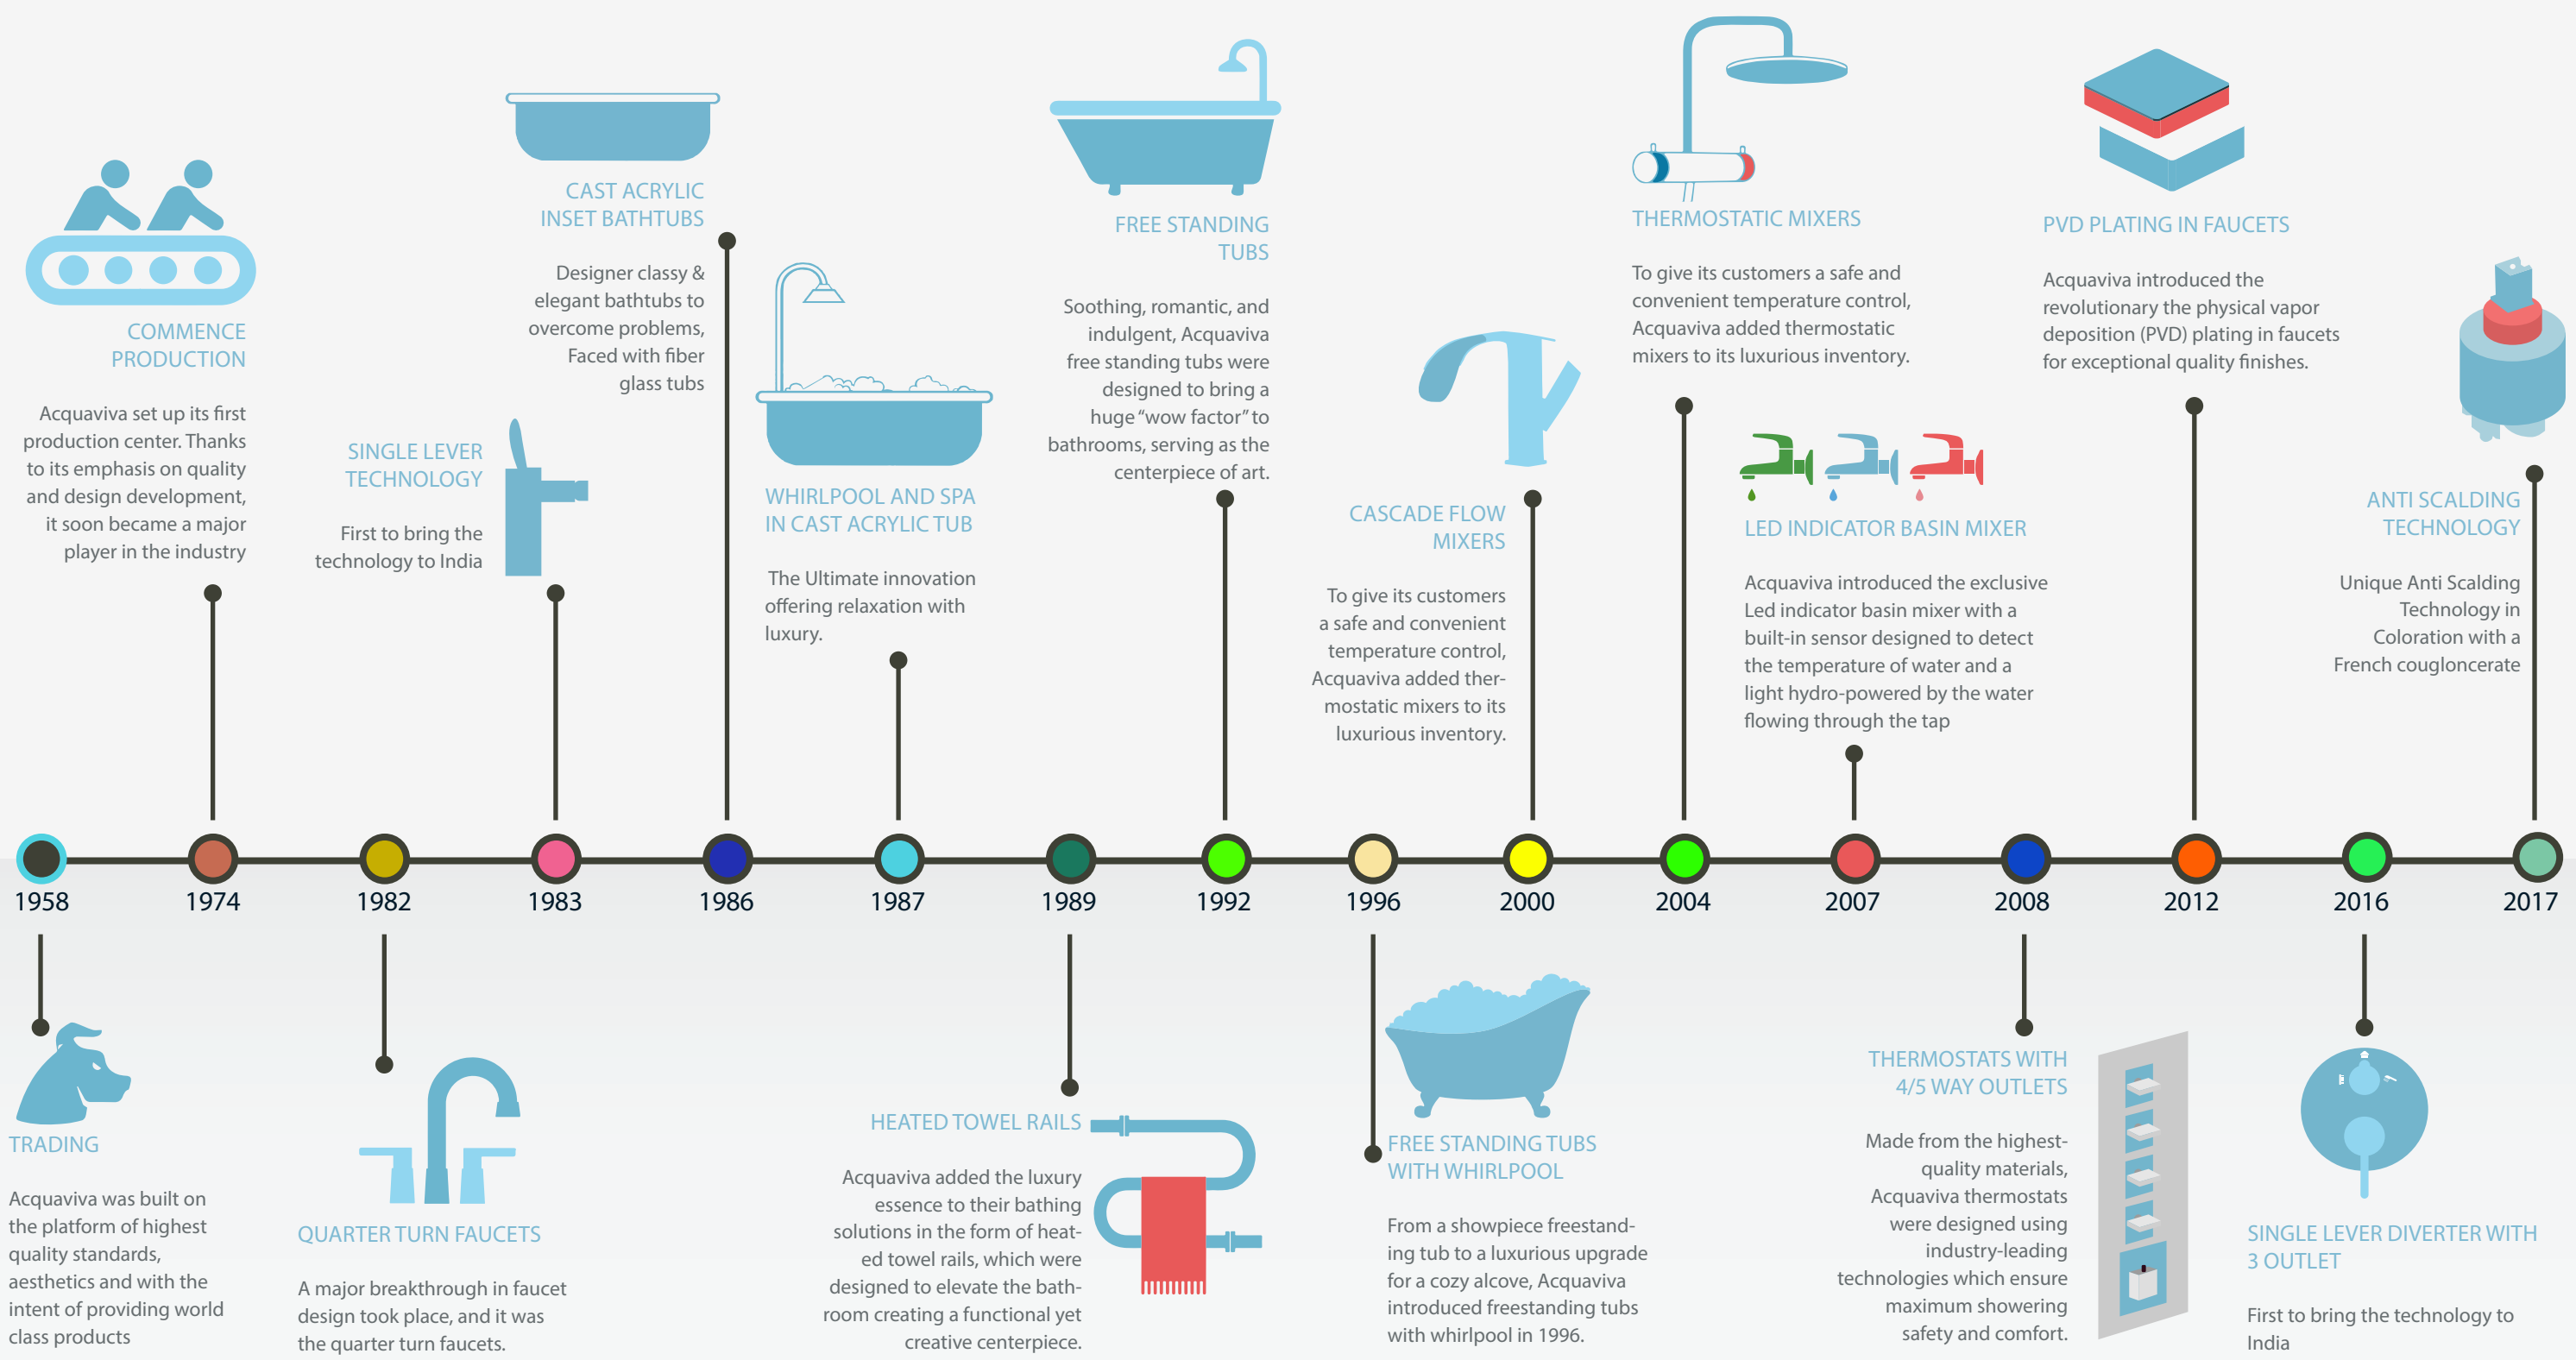 COMMENCE
PRODUCTION
Acquaviva set up its first
production center. Thanks
to its emphasis on quality
and design development,
it soon became a major
player in the industry
SINGLE LEVER
TECHNOLOGY
First to bring the
technology to India
CAST ACRYLIC
INSET BATHTUBS
Designer classy &
elegant bathtubs to
overcome problems,
Faced with fiber
glass tubs
WHIRLPOOL AND SPA
IN CAST ACRYLIC TUB
The Ultimate innovation
offering relaxation with
luxury.
FREE STANDING
TUBS
Soothing, romantic, and
indulgent, Acquaviva
free standing tubs were
designed to bring a
huge “wow factor” to
bathrooms, serving as the
centerpiece of art.
CASCADE FLOW
MIXERS
To give its customers
a safe and convenient
temperature control,
Acquaviva added ther-
mostatic mixers to its
luxurious inventory.
THERMOSTATIC MIXERS
To give its customers a safe and
convenient temperature control,
Acquaviva added thermostatic
mixers to its luxurious inventory.
LED INDICATOR BASIN MIXER
Acquaviva introduced the exclusive
Led indicator basin mixer with a
built-in sensor designed to detect
the temperature of water and a
light hydro-powered by the water
flowing through the tap
PVD PLATING IN FAUCETS
Acquaviva introduced the
revolutionary the physical vapor
deposition (PVD) plating in faucets
for exceptional quality finishes.
ANTI SCALDING
TECHNOLOGY
Unique Anti Scalding
Technology in
Coloration with a
French cougloncerate
1958
1974
1982
1983
1986
1987
1989
1992
1996
2000
2004
2007
2008
2012
2016
2017
TRADING
Acquaviva was built on
the platform of highest
quality standards,
aesthetics and with the
intent of providing world
class products
QUARTER TURN FAUCETS
A major breakthrough in faucet
design took place, and it was
the quarter turn faucets.
HEATED TOWEL RAILS
Acquaviva added the luxury
essence to their bathing
solutions in the form of heat-
ed towel rails, which were
designed to elevate the bath-
room creating a functional yet
creative centerpiece.
FREE STANDING TUBS
WITH WHIRLPOOL
From a showpiece freestand-
ing tub to a luxurious upgrade
for a cozy alcove, Acquaviva
introduced freestanding tubs
with whirlpool in 1996.
THERMOSTATS WITH
4/5 WAY OUTLETS
Made from the highest-
quality materials,
Acquaviva thermostats
were designed using
industry-leading
technologies which ensure
maximum showering
safety and comfort.
SINGLE LEVER DIVERTER WITH
3 OUTLET
First to bring the technology to
India